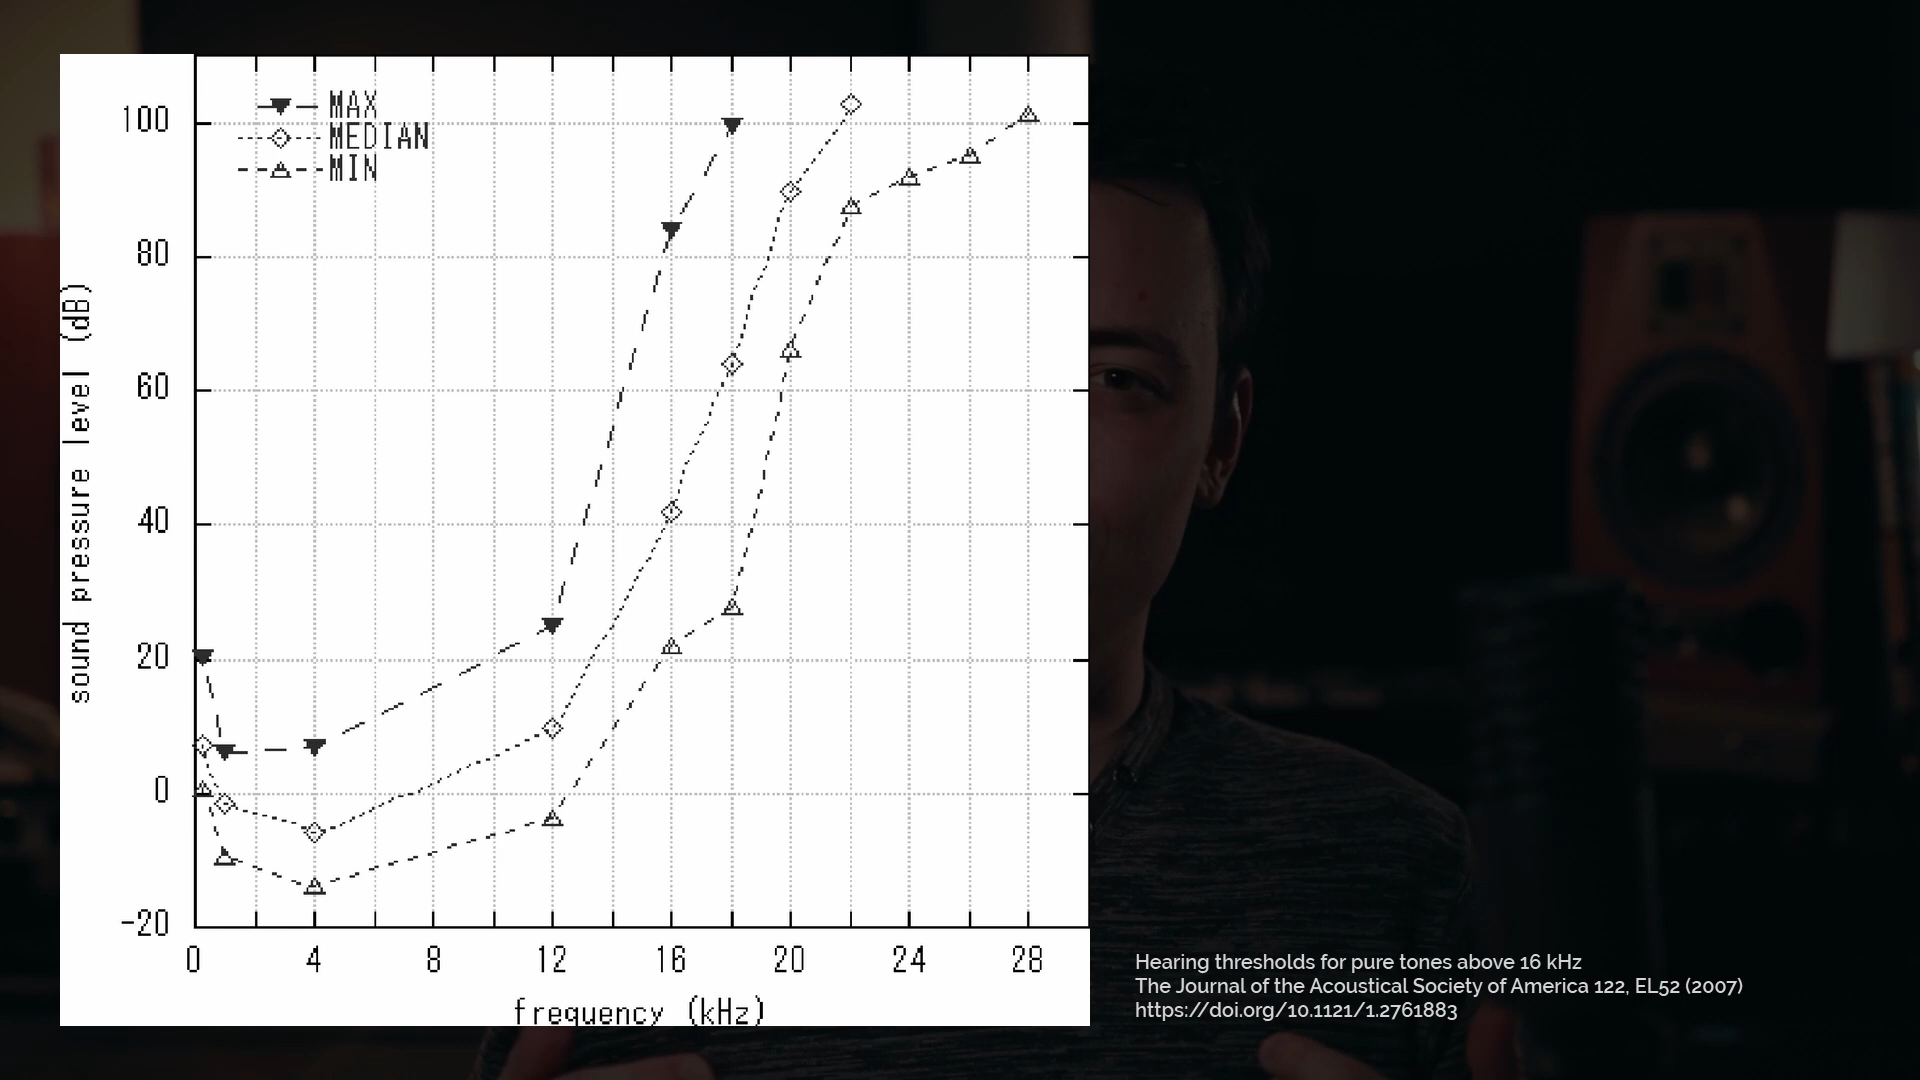 MAX
MEDIAN
MIN
100
80
60
40
20
0
-20
sound pressure level (dB)
0 4 8 12 16 20 24 28
frequency (kHz)
Hearing thresholds for pure tones above 16 kHz
The Journal of the Acoustical Society of America 122, EL52 (2007)
https://doi.org/10.1121/1.2761883